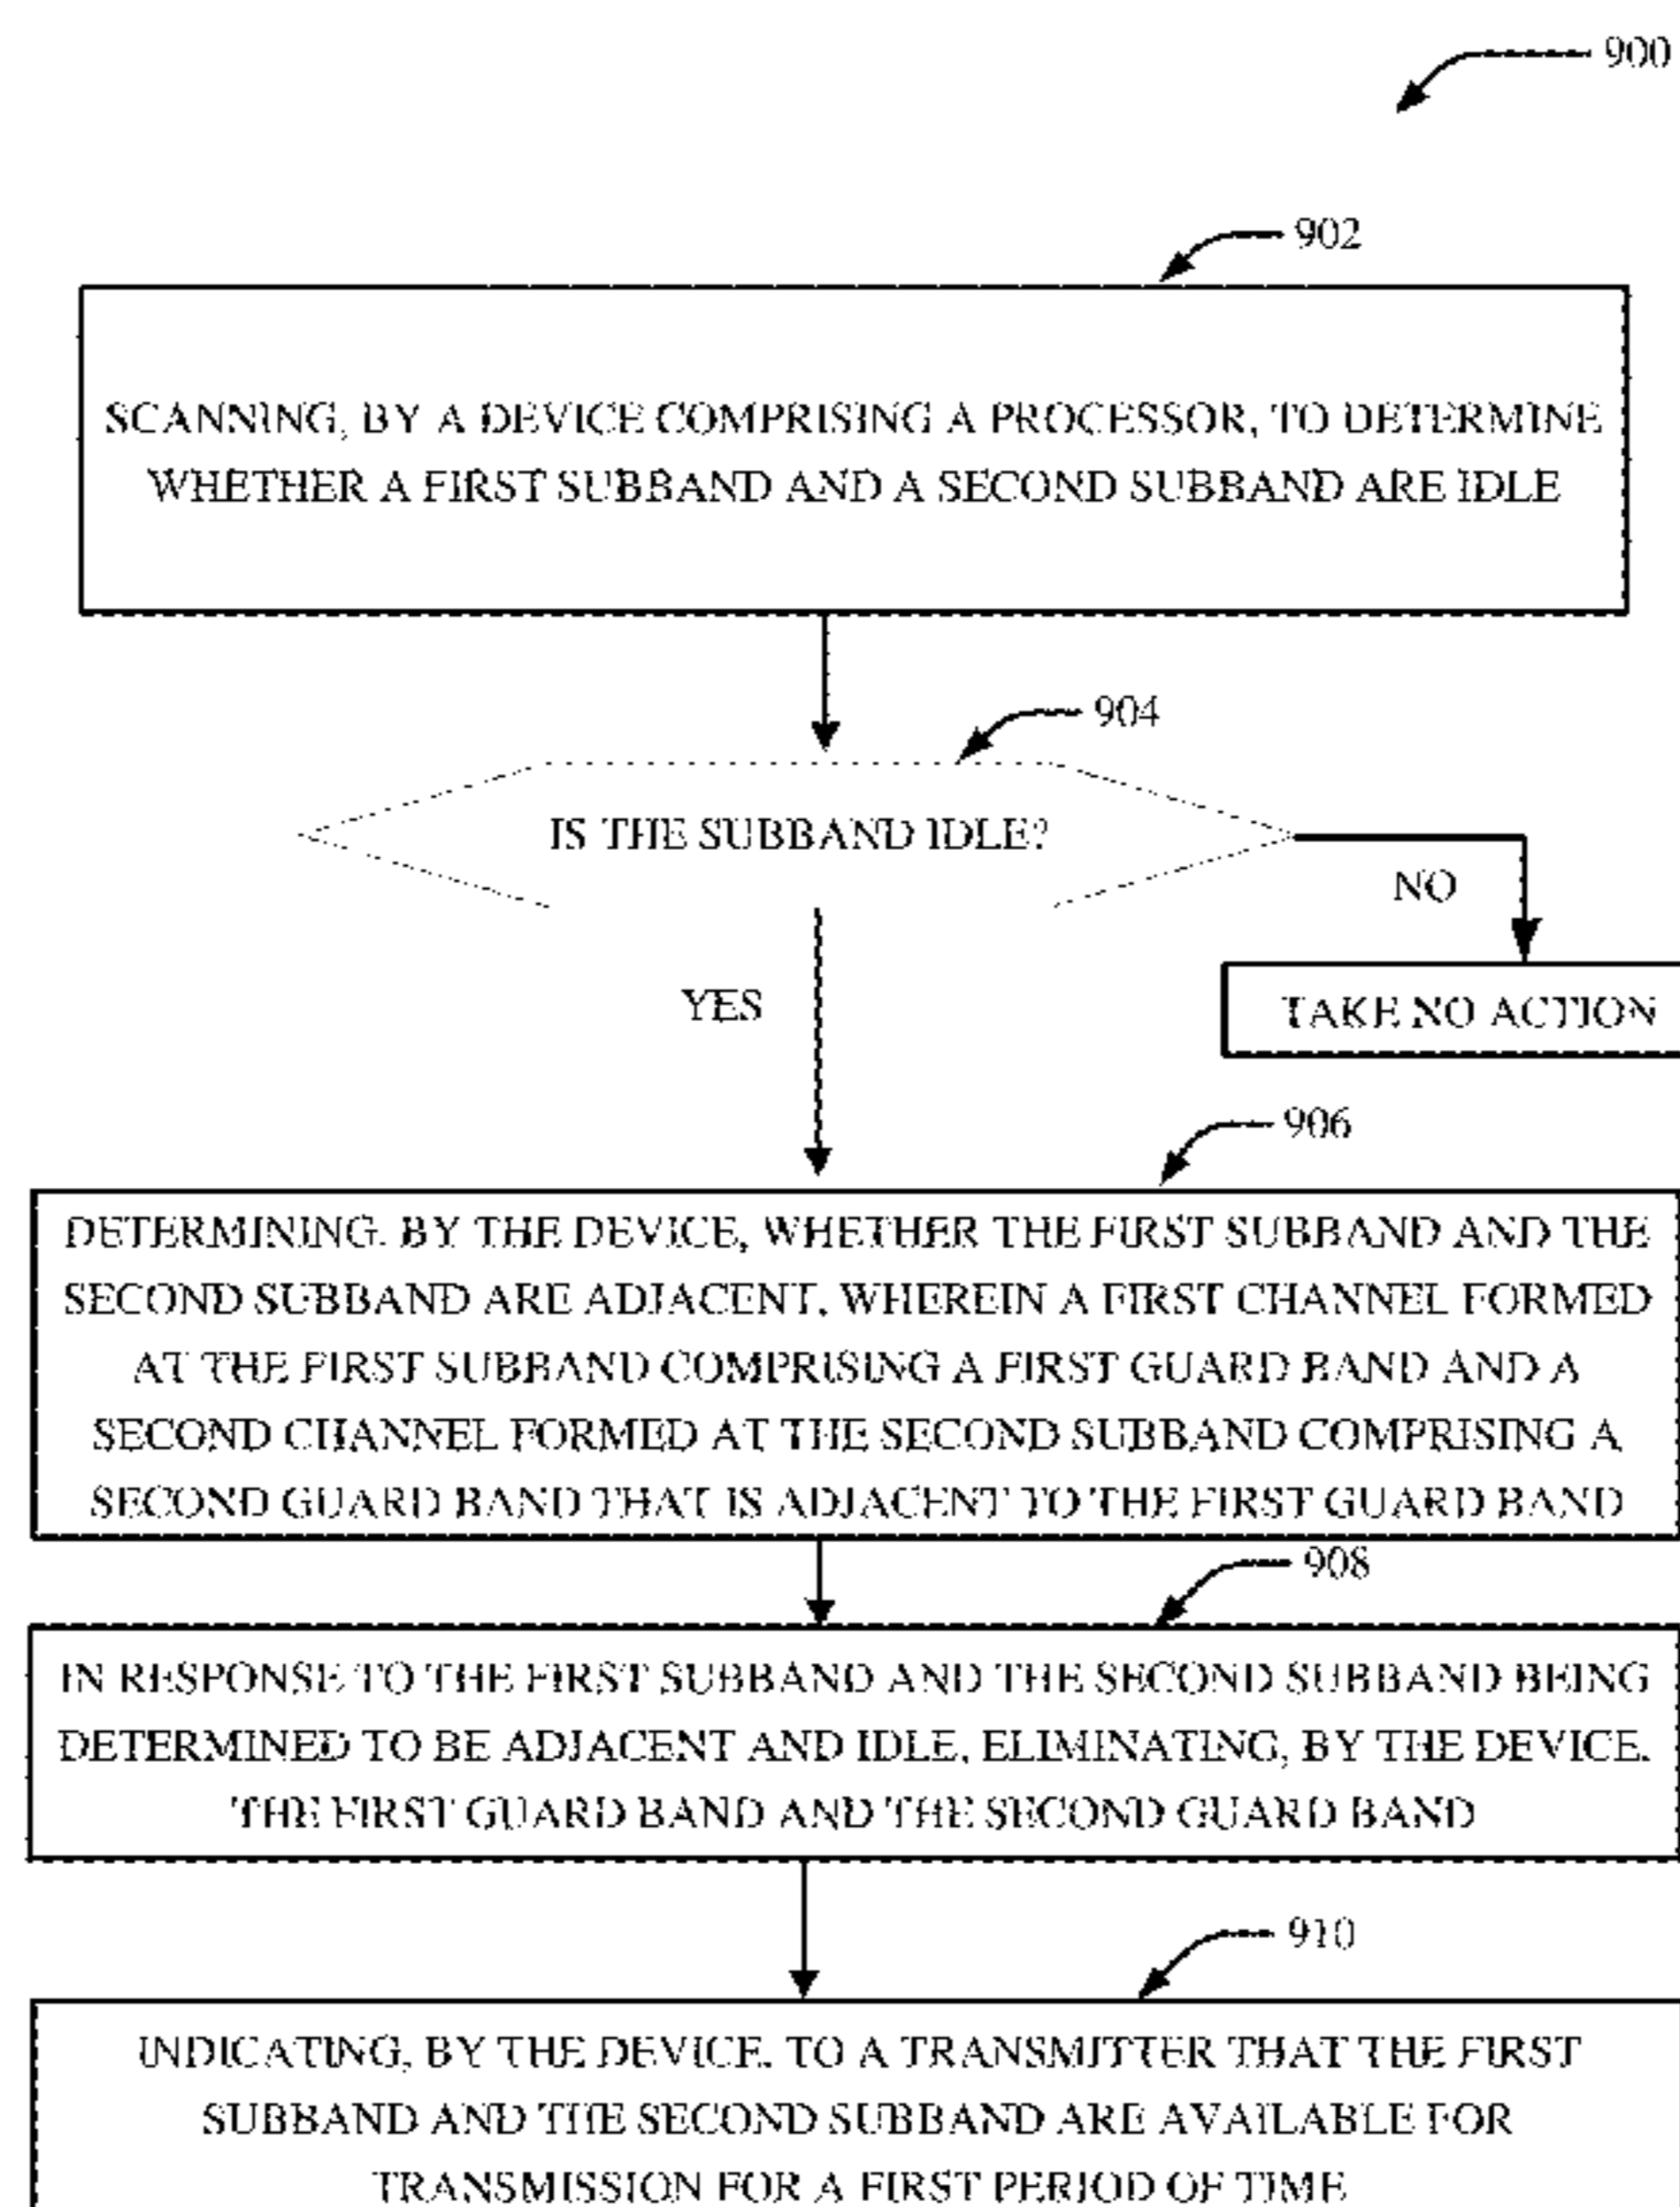 900
902
SCANNING, BY A DEVICE COMPRISING A PROCESSOR, TO DETERMINE
WHETHER A FIRST SUBBAND AND A SECOND SUBBAND ARE IDLE
904
IS THE SUBBAND IDLE?
NO
YES
TAKE NO ACTION
906
DETERMINING, BY THE DEVICE, WHETHER THE FIRST SUBBAND AND THE
SECOND SUBBAND ARE ADJACENT, WHEREIN A FIRST CHANNEL FORMED
AT THE FIRST SUBBAND COMPRISING A FIRST GUARD BAND AND A
SECOND CHANNEL FORMED AT THE SECOND SUBBAND COMPRISING A
SECOND GUARD BAND THAT IS ADJACENT TO THE FIRST GUARD BAND
908
IN RESPONSE TO THE FIRST SUBBAND AND THE SECOND SUBBAND BEING
DETERMINED TO BE ADJACENT AND IDLE, ELIMINATING, BY THE DEVICE,
THE FIRST GUARD BAND AND THE SECOND GUARD BAND
910
INDICATING, BY THE DEVICE, TO A TRANSMITTER THAT THE FIRST
SUBBAND AND THE SECOND SUBBAND ARE AVAILABLE FOR
TRANSMISSION FOR A FIRST PERIOD OF TIME